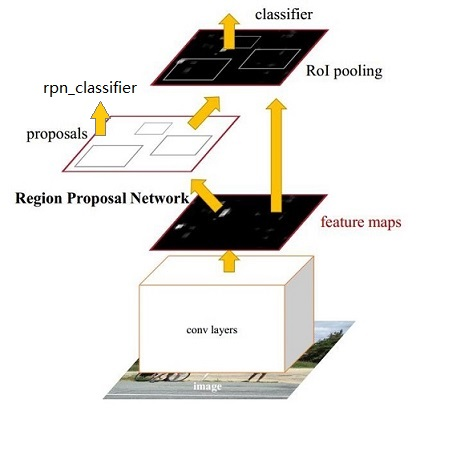 classifier
RoI pooling
rpn_classifier
proposals
Region Proposal Network
feature maps
conv layers
image